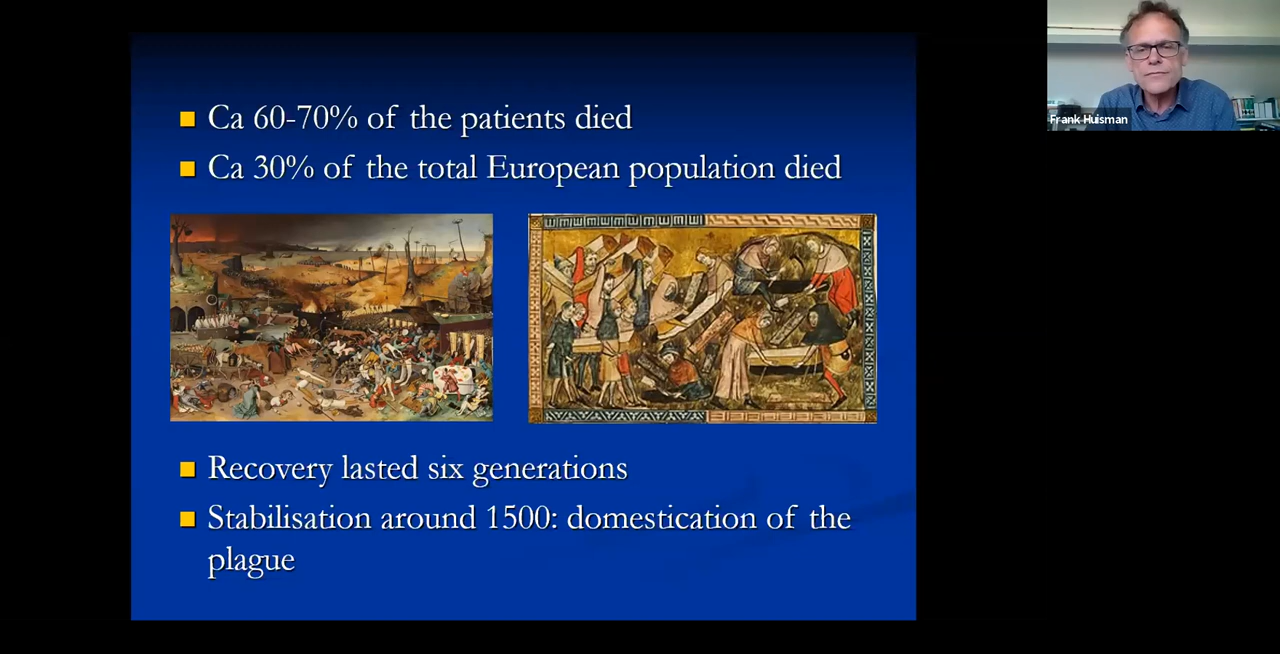 Ca 60-70% of the patients died
Ca 30% of the total European population died
Recovery lasted six generations
Stabilisation around 1500: domestication of the
plague
Frank Huisman